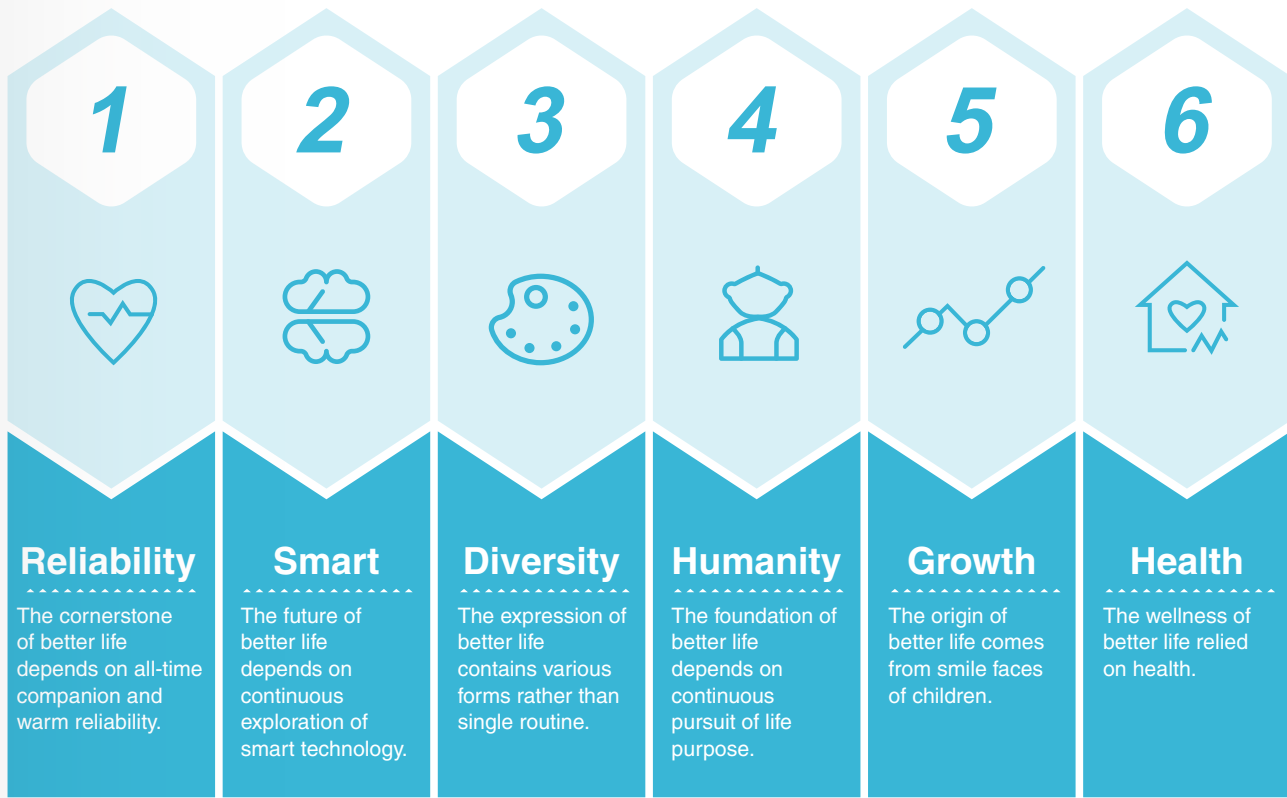 1
2
3
4
5
6
Reliability
The cornerstone
of better life
depends on all-time
companion and
warm reliability.
Smart
The future of
better life
depends on
continuous
exploration of
smart technology.
Diversity
The expression of
better life
contains various
forms rather than
single routine.
Humanity
The foundation of
better life
depends on
continuous
pursuit of life
purpose.
Growth
The origin of
better life comes
from smile faces
of children.
Health
The wellness of
better life relied
on health.